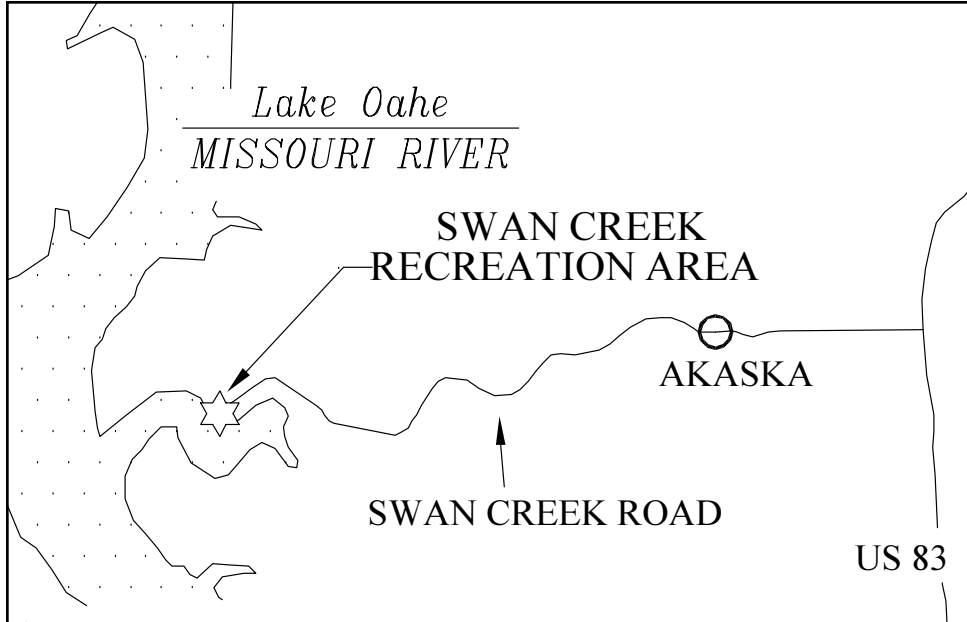 Lake Oahe
MISSOURI RIVER
SWAN CREEK
RECREATION AREA
AKASKA
SWAN CREEK ROAD
US 83